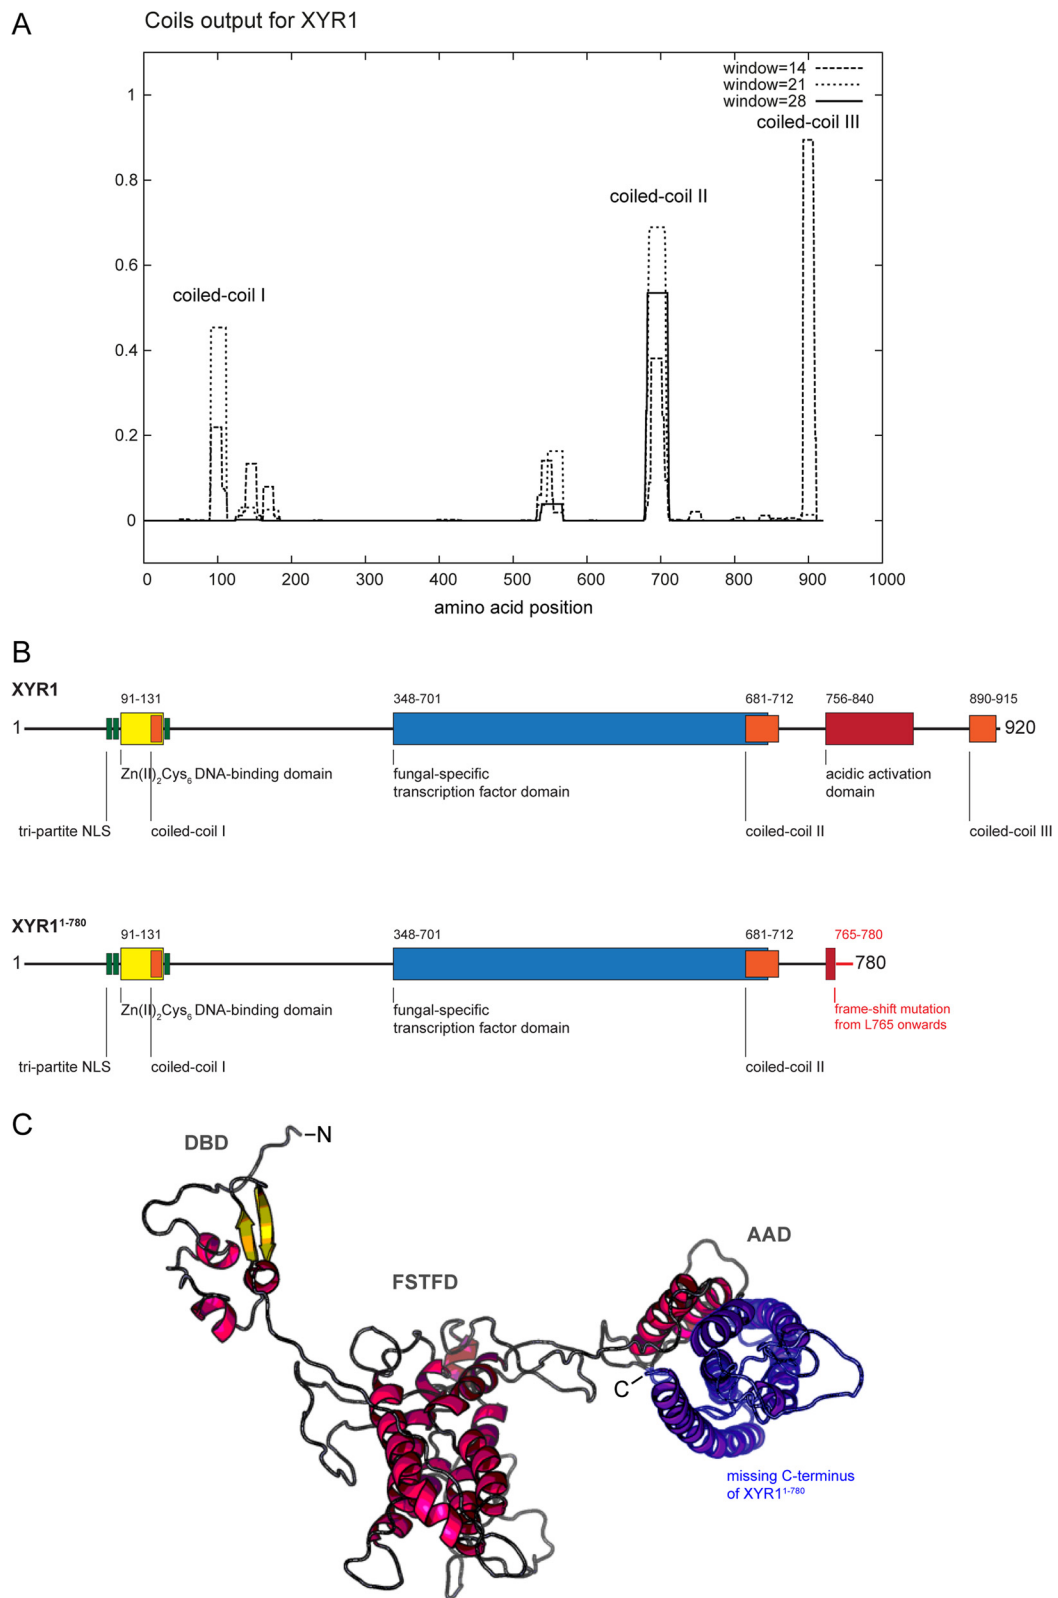 A
Coils output for XYR1
window=14
window=21
window=28
coiled-coil III
coiled-coil II
coiled-coil I
1
0.8
0.6
0.4
0.2
0
0 100 200 300 400 500 600 700 800 900 1000
amino acid position
B
XYR1
91-131 348-701 681-712 756-840 890-915
1 920
Zn(II)2Cys6 DNA-binding domain fungal-specific acidic activation
transcription factor domain domain
tri-partite NLS coiled-coil I coiled-coil II coiled-coil III
XYR1¹⁻⁷⁸⁰
91-131 348-701 681-712 765-780
1 780
Zn(II)2Cys6 DNA-binding domain fungal-specific frame-shift mutation
transcription factor domain from L765 onwards
tri-partite NLS coiled-coil I coiled-coil II
C
DBD
–N
AAD
FSTFD
C
missing C-terminus
of XYR1¹⁻⁷⁸⁰